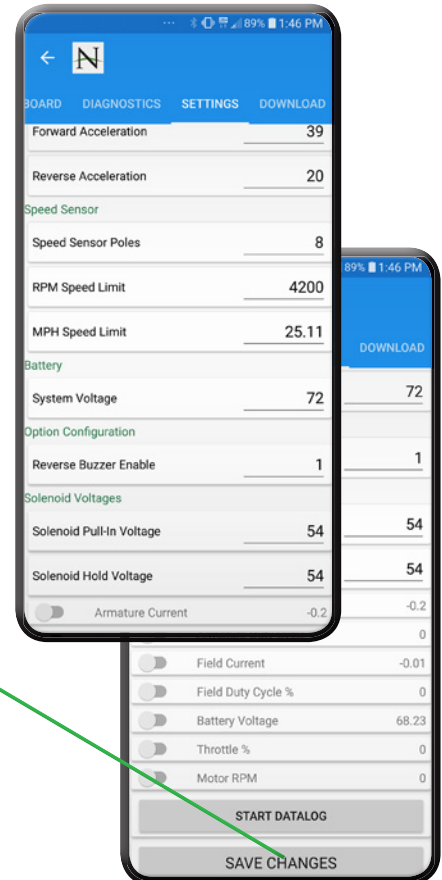 89% 1:46 PM
N
BOARD DIAGNOSTICS SETTINGS DOWNLOAD
Forward Acceleration 39
Reverse Acceleration 20
Speed Sensor
Speed Sensor Poles 8
RPM Speed Limit 4200
MPH Speed Limit 25.11
Battery
System Voltage 72
Option Configuration
Reverse Buzzer Enable 1
Solenoid Voltages
Solenoid Pull-In Voltage 54
Solenoid Hold Voltage 54
Armature Current -0.2
89% 1:46 PM
DOWNLOAD
72
1
54
54
-0.2
0
Field Current -0.01
Field Duty Cycle % 0
Battery Voltage 68.23
Throttle % 0
Motor RPM 0
START DATALOG
SAVE CHANGES